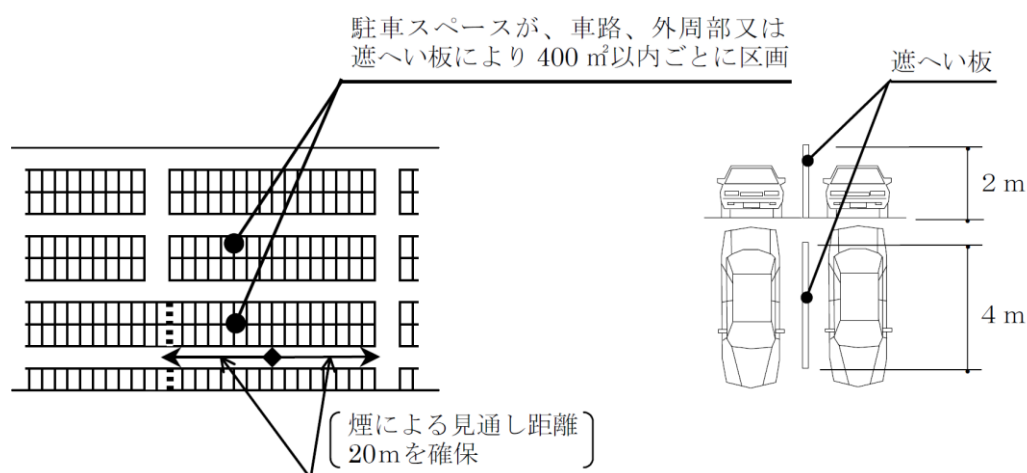 駐車スペースが、車路、外周部又は
遮へい板により 400 ㎡以内ごとに区画
遮へい板
2 m
4 m
煙による見通し距離
20mを確保